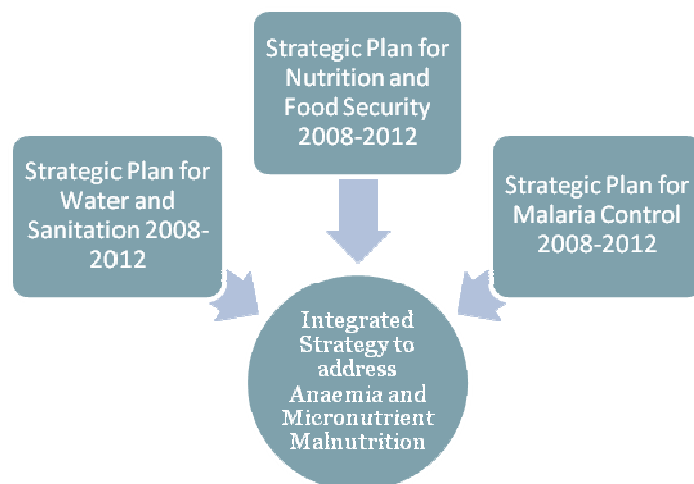 Strategic Plan for
Nutrition and
Food Security
2008-2012
Strategic Plan for
Water and
Sanitation 2008-
2012
Strategic Plan for
Malaria Control
2008-2012
Integrated
Strategy to
address
Anaemia and
Micronutrient
Malnutrition